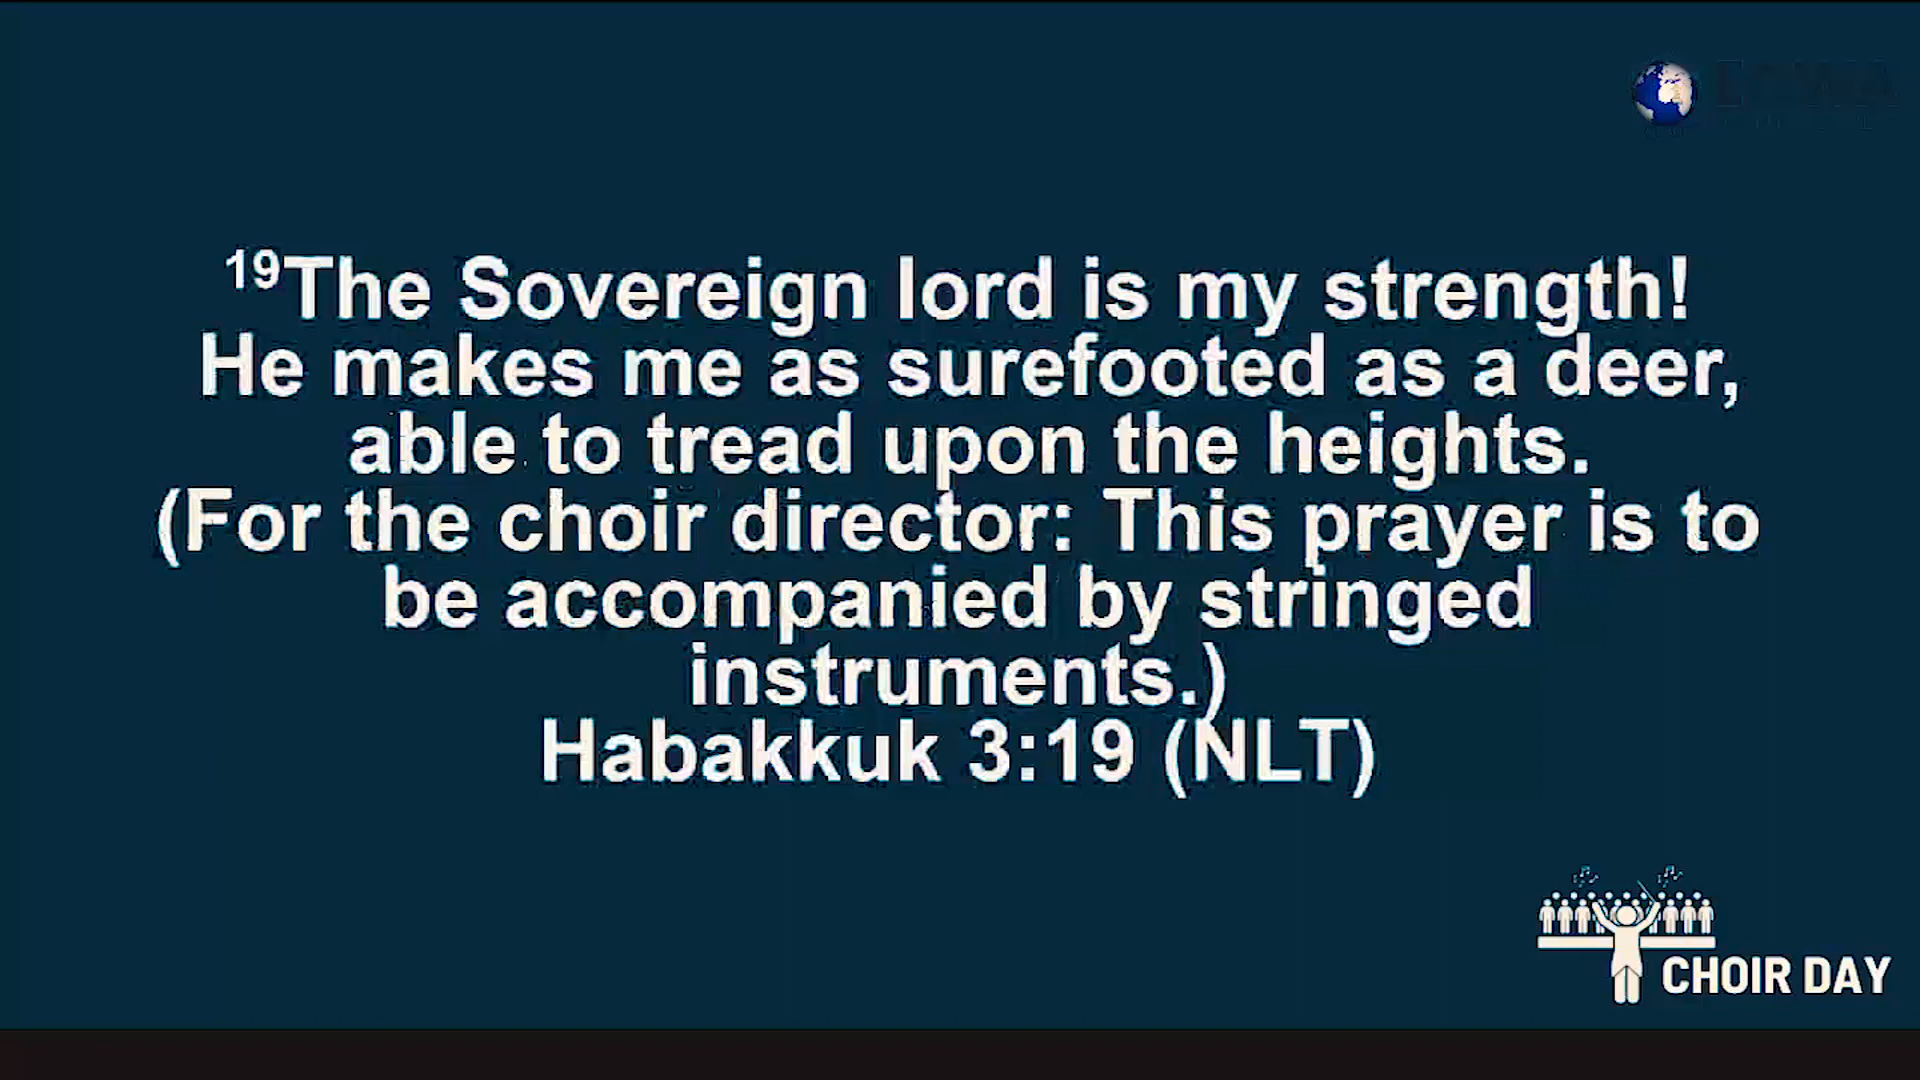 19The Sovereign lord is my strength!
He makes me as surefooted as a deer,
able to tread upon the heights.
(For the choir director: This prayer is to
be accompanied by stringed
instruments.)
Habakkuk 3:19 (NLT)
CHOIR DAY